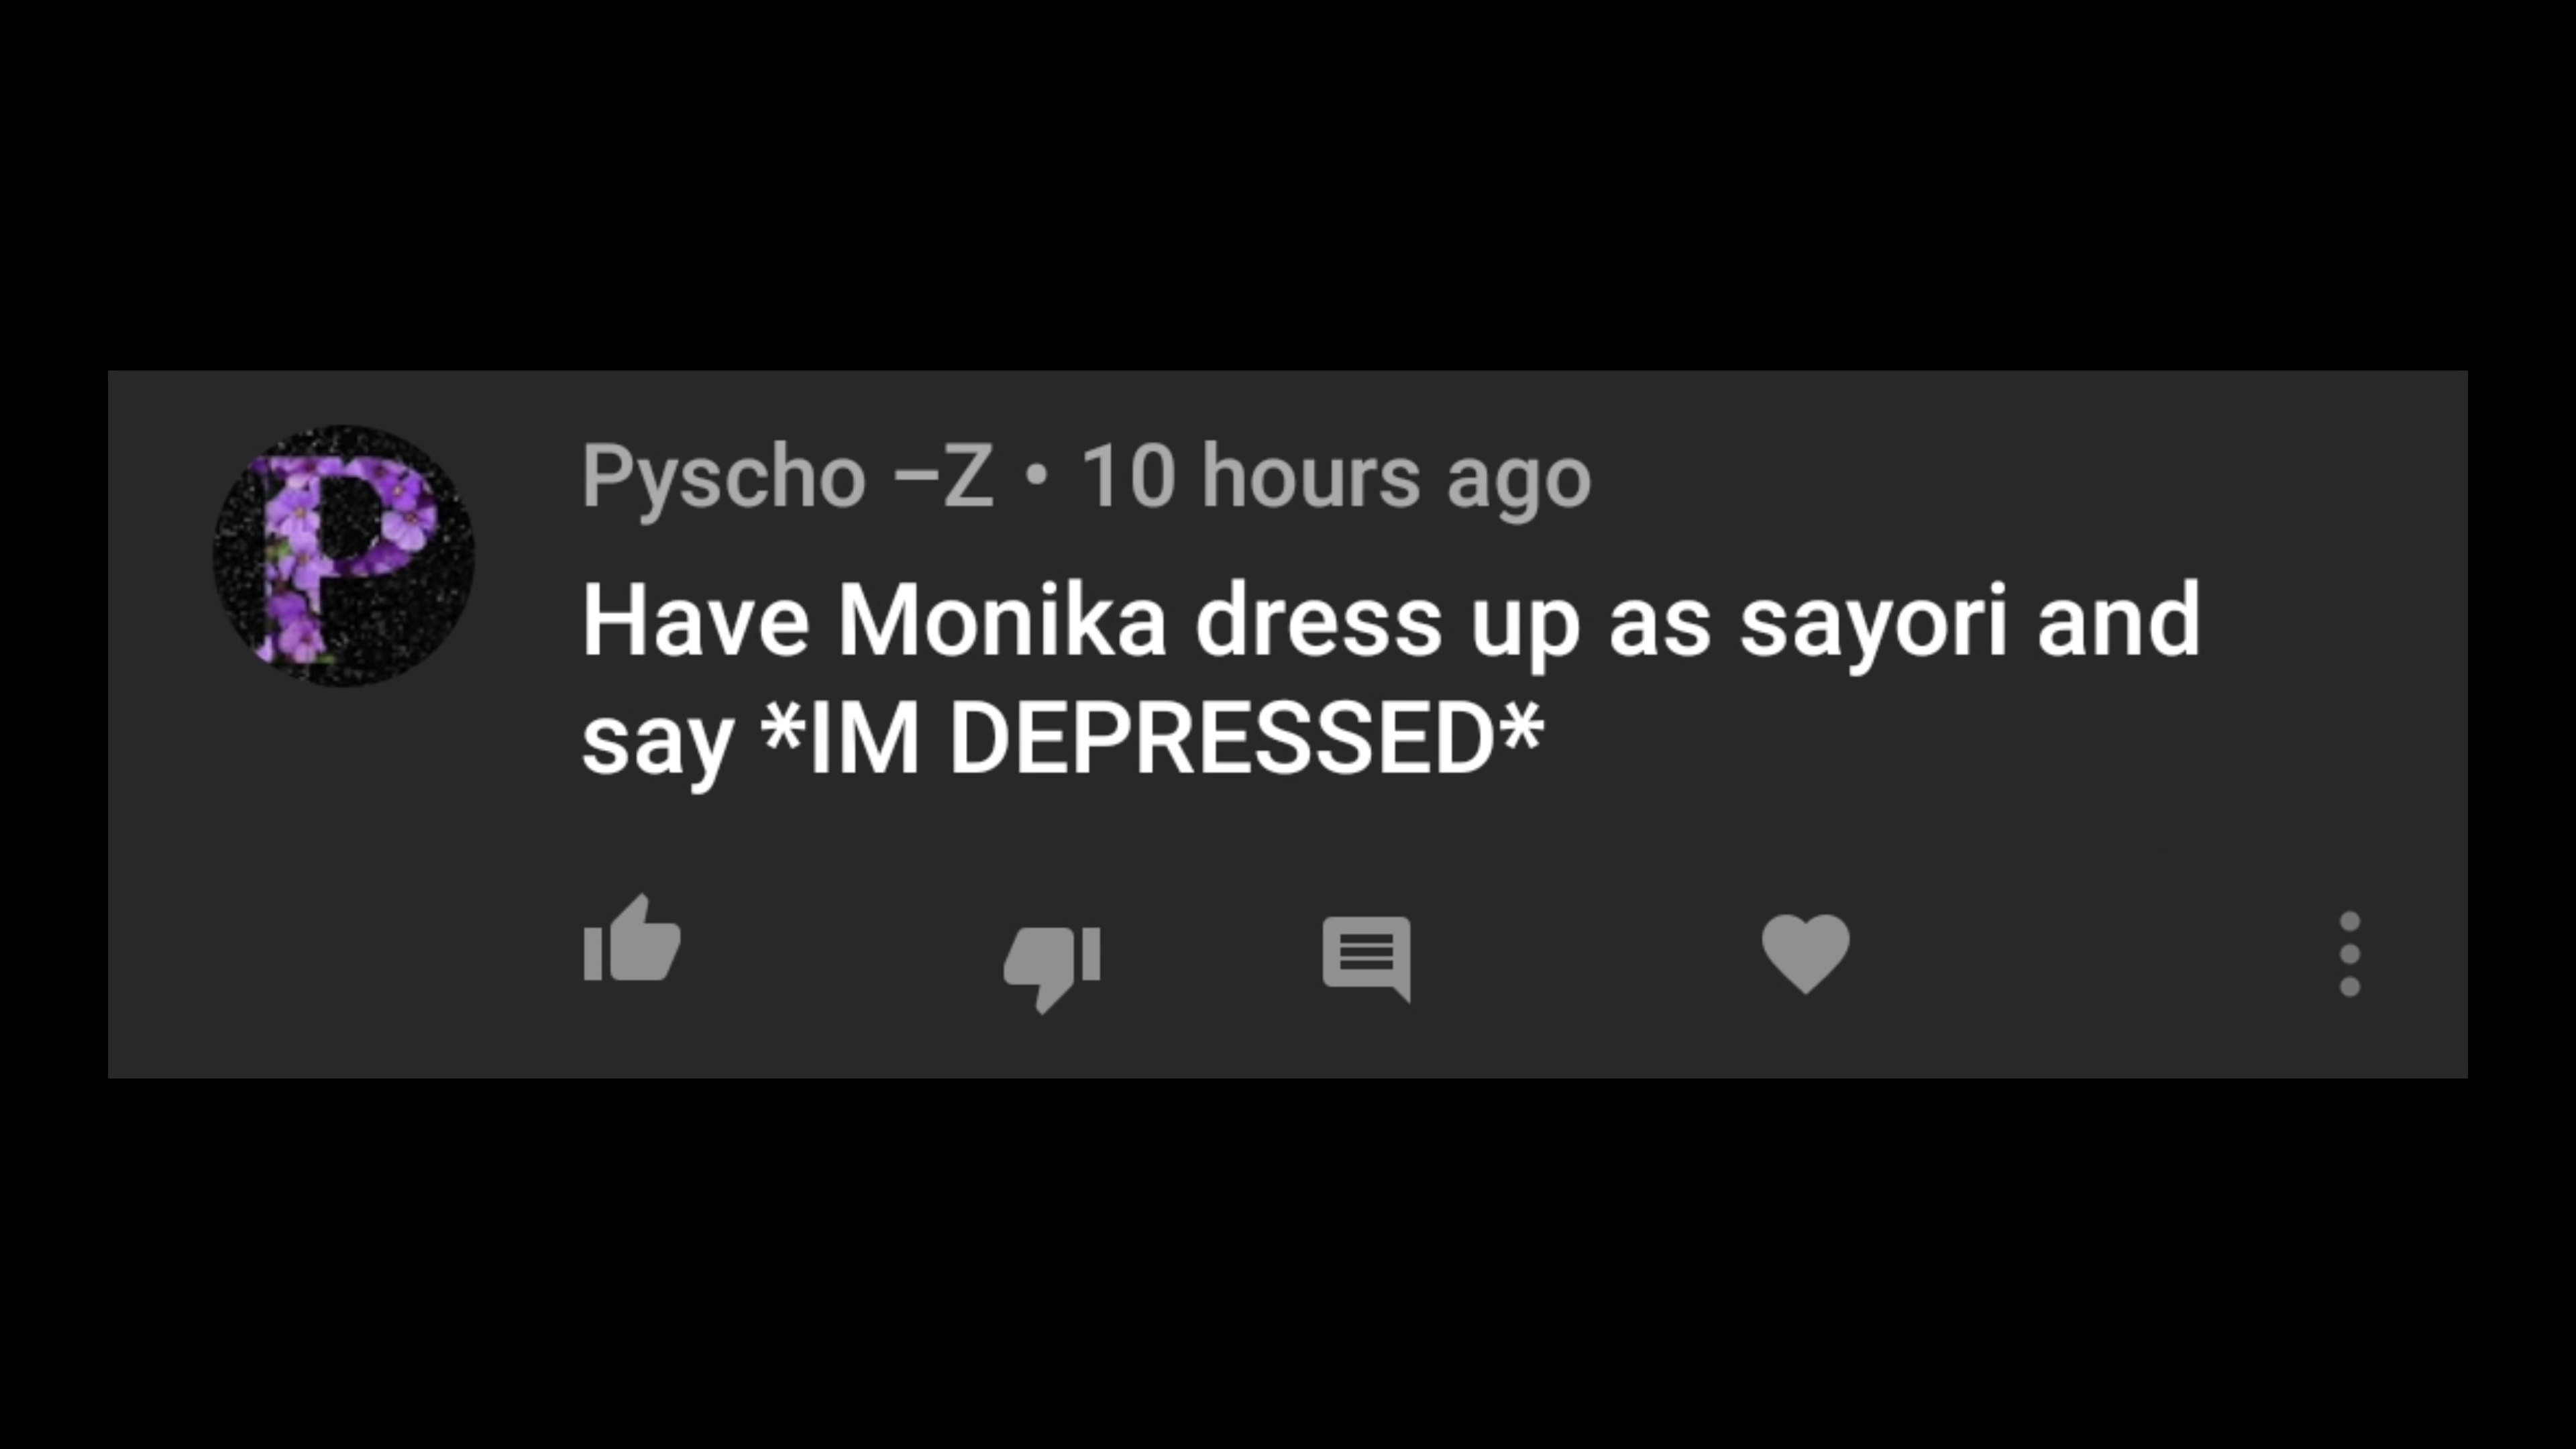 P
Pyscho –Z • 10 hours ago
Have Monika dress up as sayori and
say *IM DEPRESSED*